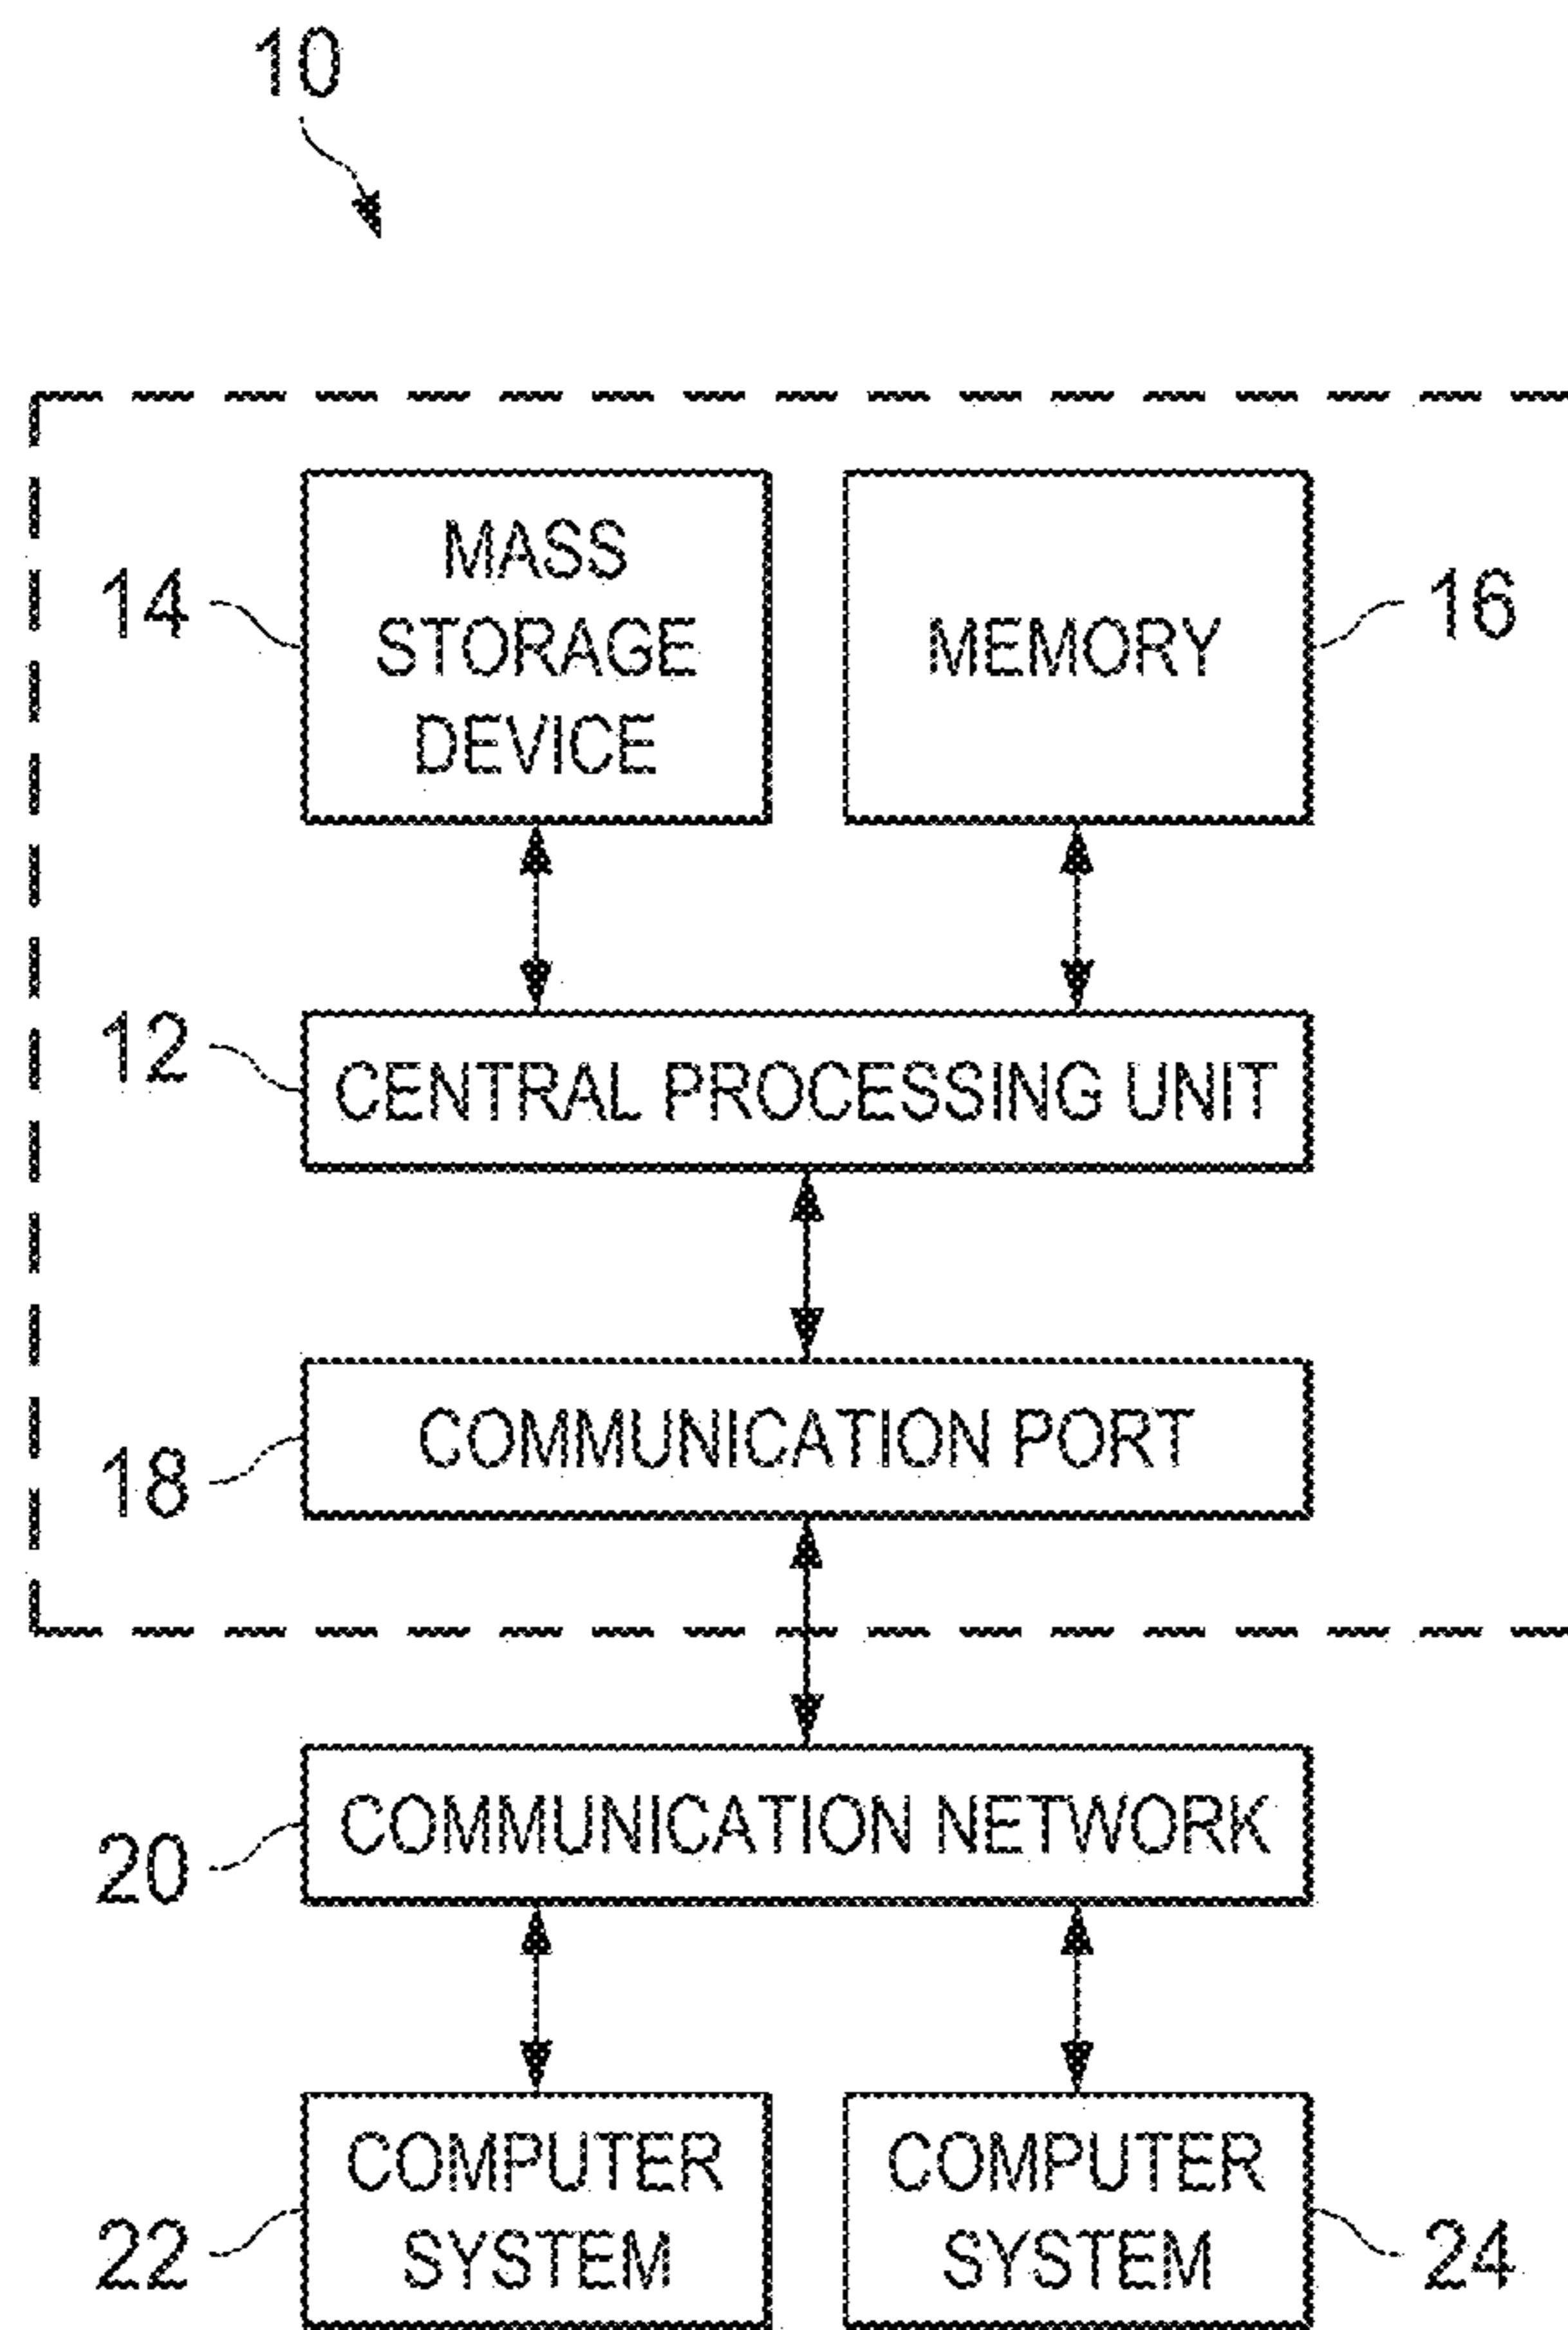 10
MASS
STORAGE
DEVICE
14
MEMORY
16
12
CENTRAL PROCESSING UNIT
COMMUNICATION PORT
18
COMMUNICATION NETWORK
20
COMPUTER
SYSTEM
22
COMPUTER
SYSTEM
24